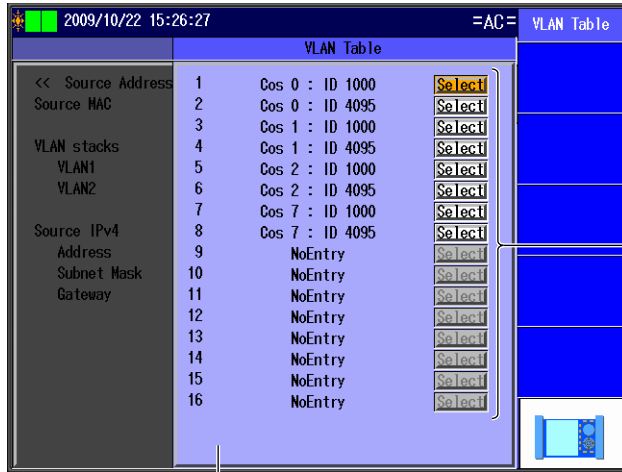 2009/10/22 15:26:27 =AC= VLAN Table
VLAN Table
<< Source Address
Source MAC
VLAN stacks
VLAN1
VLAN2
Source IPv4
Address
Subnet Mask
Gateway
1 Cos 0 : ID 1000 Select
2 Cos 0 : ID 4095 Select
3 Cos 1 : ID 1000 Select
4 Cos 1 : ID 4095 Select
5 Cos 2 : ID 1000 Select
6 Cos 2 : ID 4095 Select
7 Cos 7 : ID 1000 Select
8 Cos 7 : ID 4095 Select
9 NoEntry Select
10 NoEntry Select
11 NoEntry Select
12 NoEntry Select
13 NoEntry Select
14 NoEntry Select
15 NoEntry Select
16 NoEntry Select